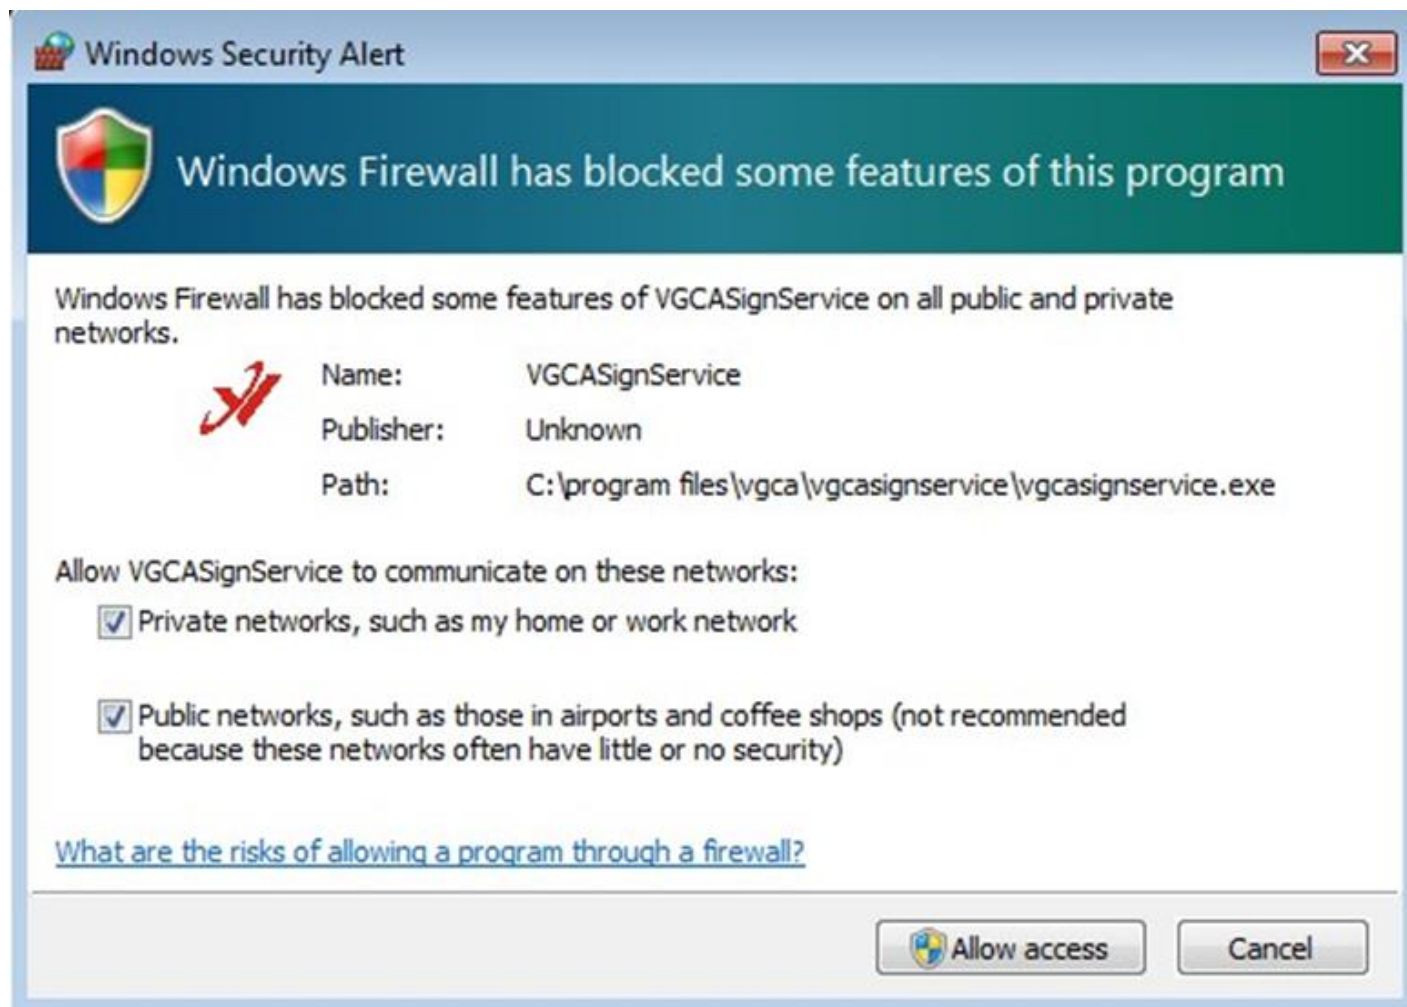 Windows Security Alert
Windows Firewall has blocked some features of this program
Windows Firewall has blocked some features of VGCASignService on all public and private
networks.
Name: VGCASignService
Publisher: Unknown
Path: C:\program files\vgca\vgcasignservice\vgcasignservice.exe
Allow VGCASignService to communicate on these networks:
Private networks, such as my home or work network
Public networks, such as those in airports and coffee shops (not recommended
because these networks often have little or no security)
What are the risks of allowing a program through a firewall?
Allow access Cancel